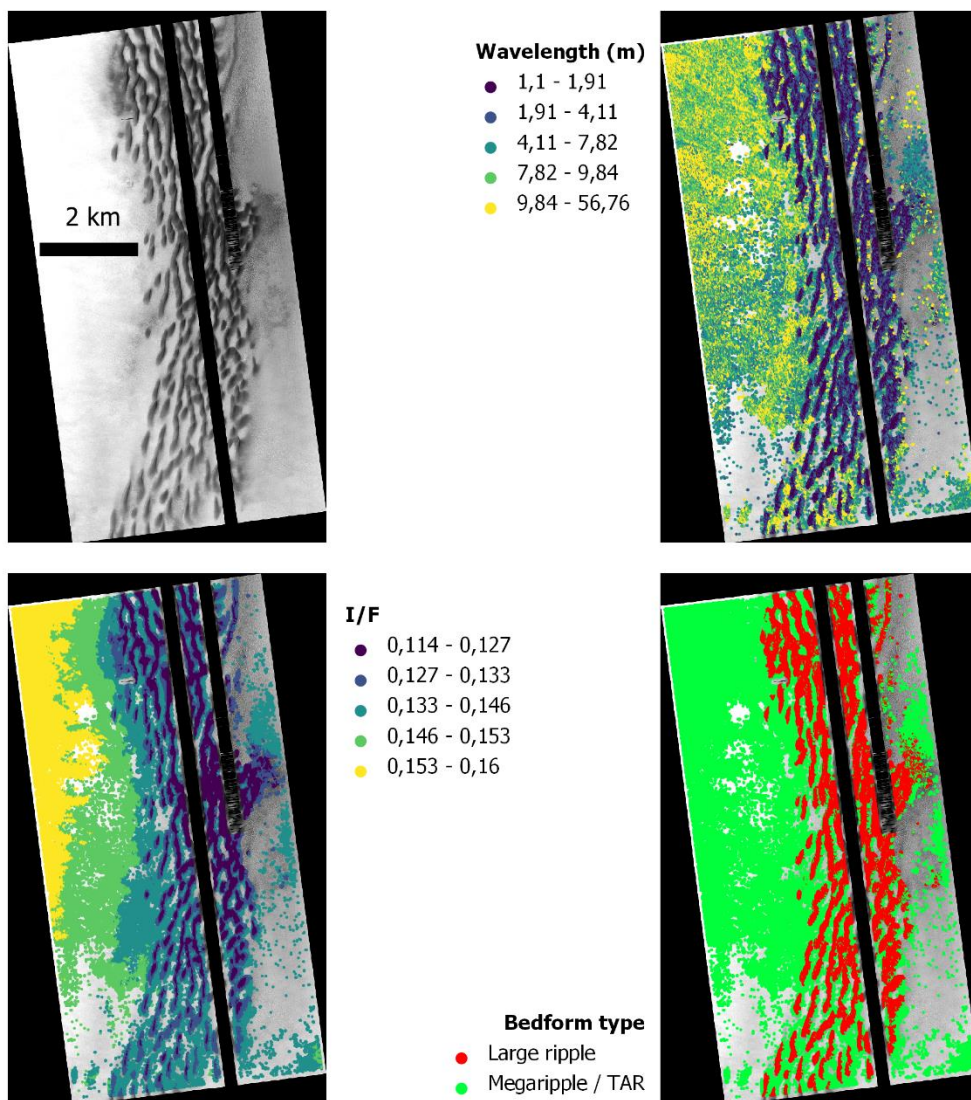 2 km
Wavelength (m)
1,1 - 1,91
1,91 - 4,11
4,11 - 7,82
7,82 - 9,84
9,84 - 56,76
I/F
0,114 - 0,127
0,127 - 0,133
0,133 - 0,146
0,146 - 0,153
0,153 - 0,16
Bedform type
Large ripple
Megaripple / TAR